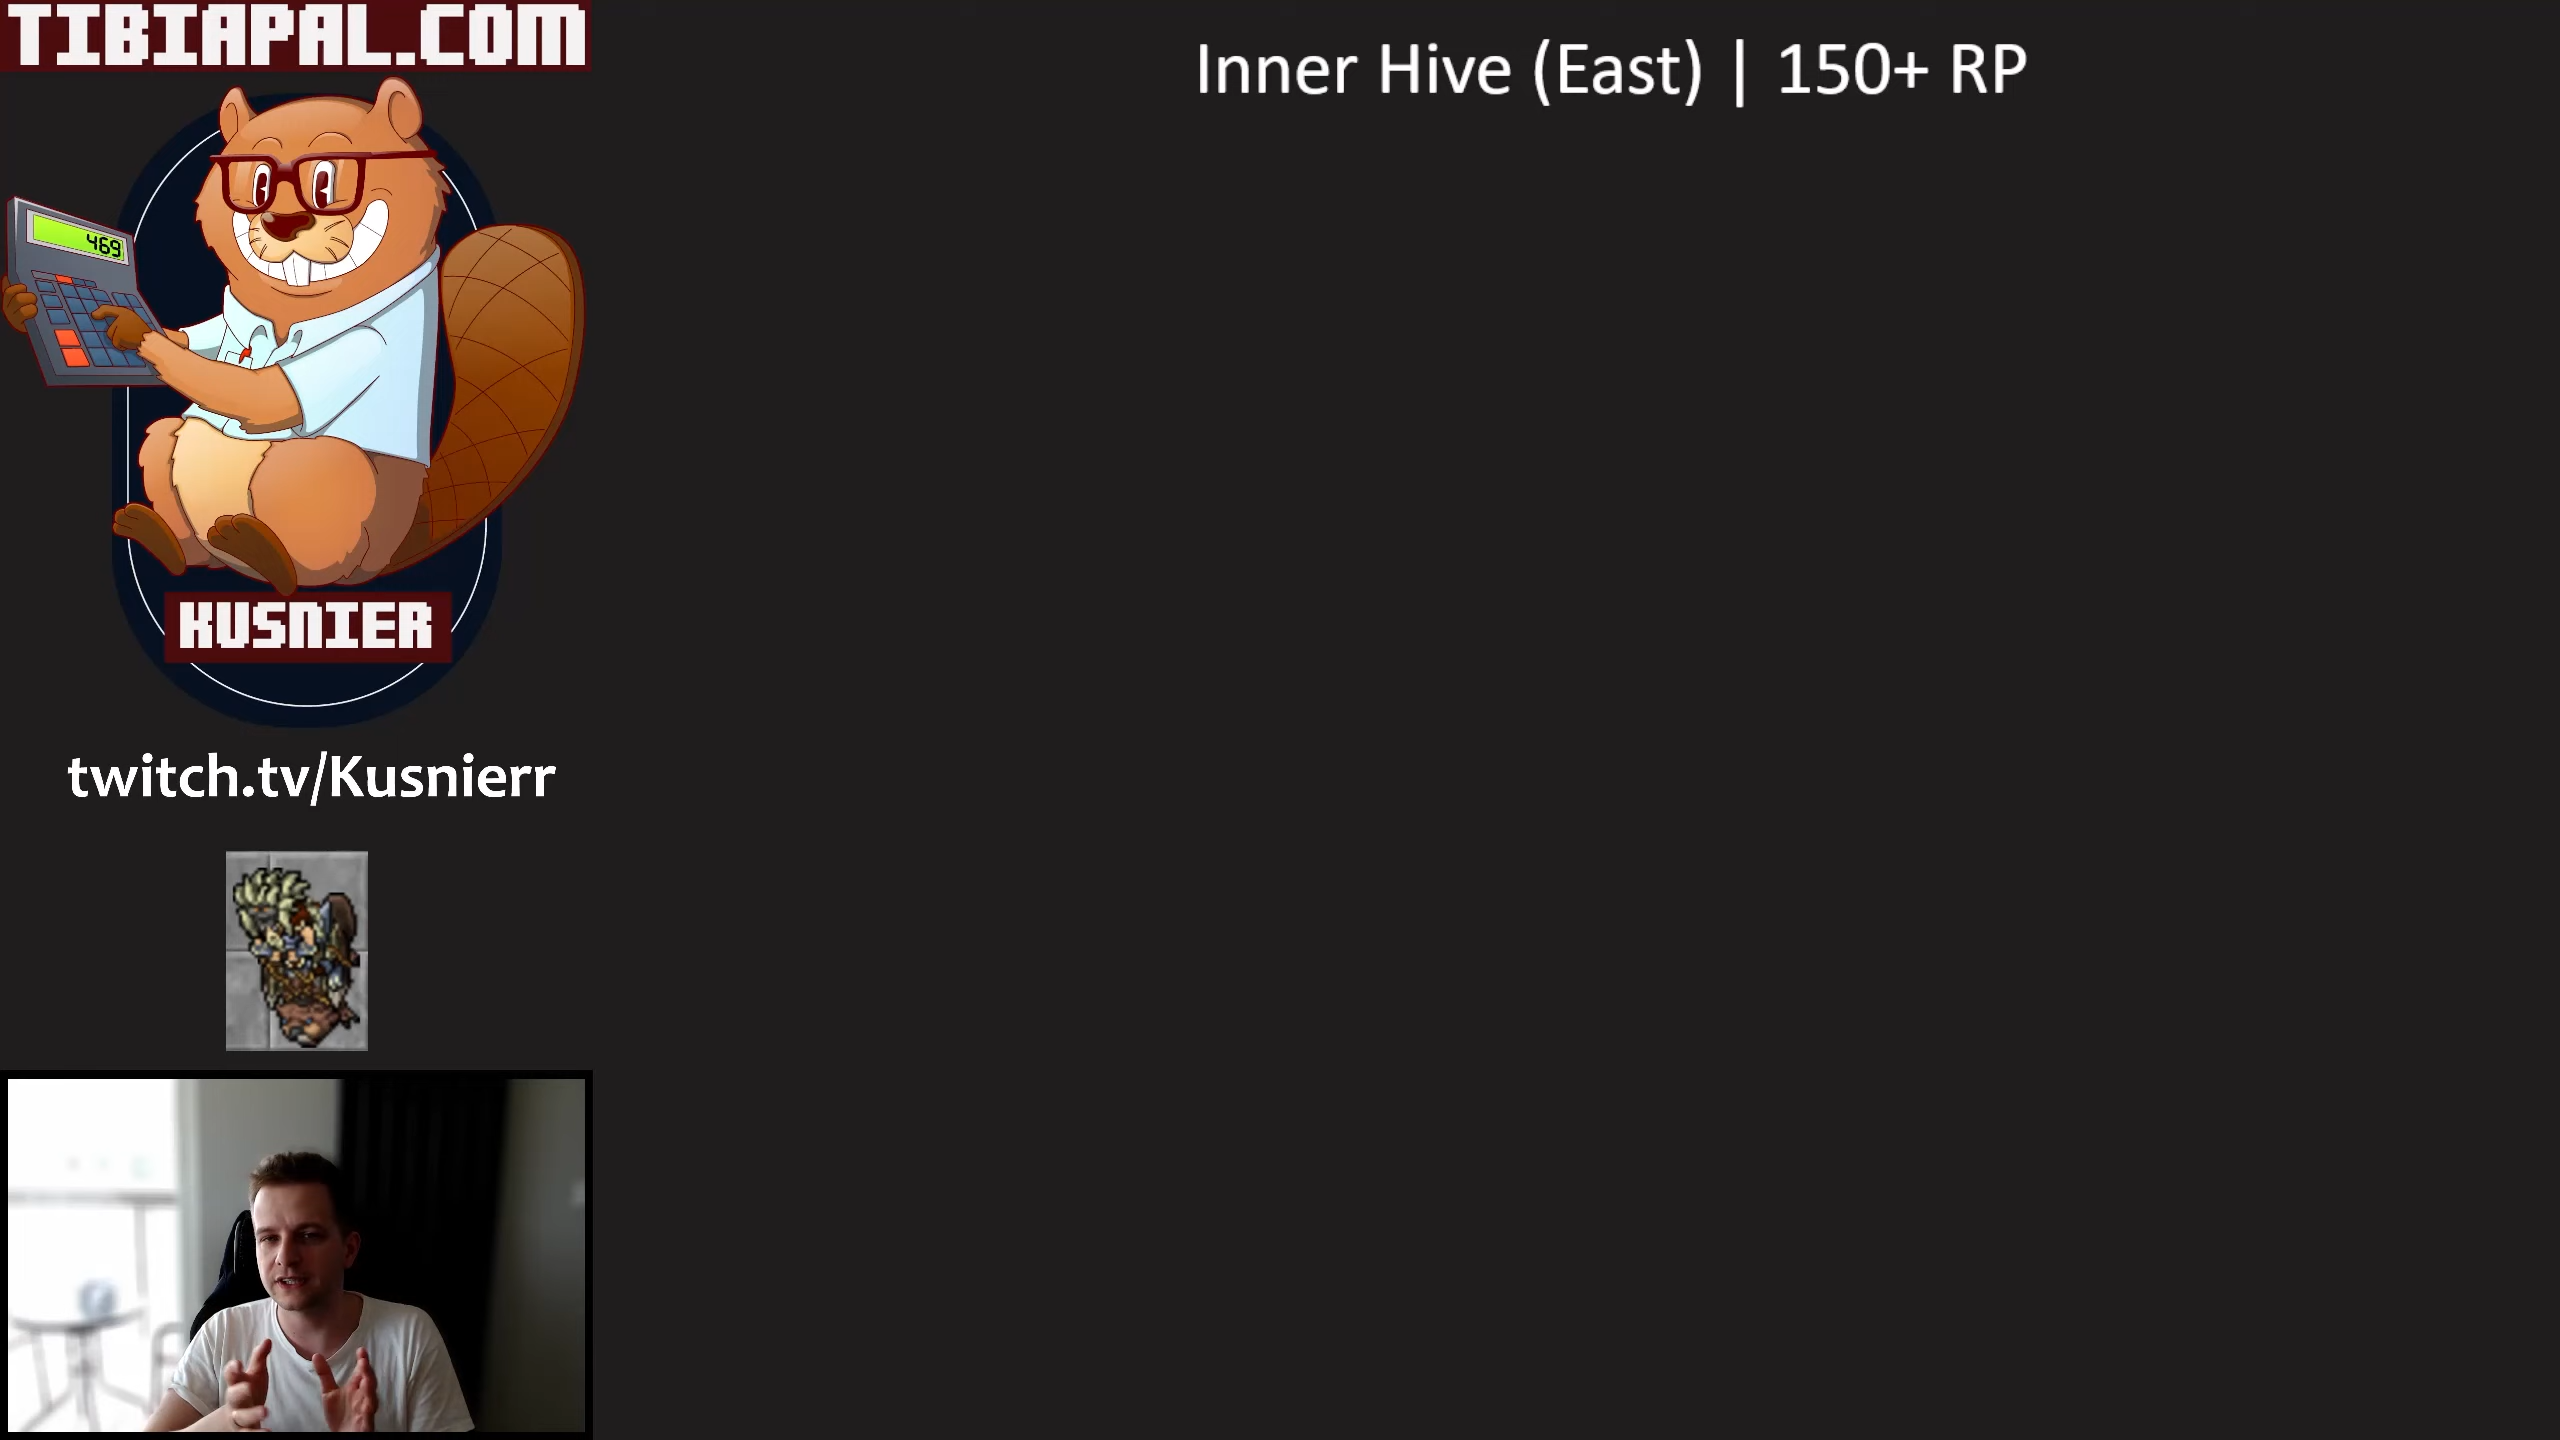 TIBIAPAL.COM
Inner Hive (East) | 150+ RP
469
KUSNIER
twitch.tv/Kusnierr